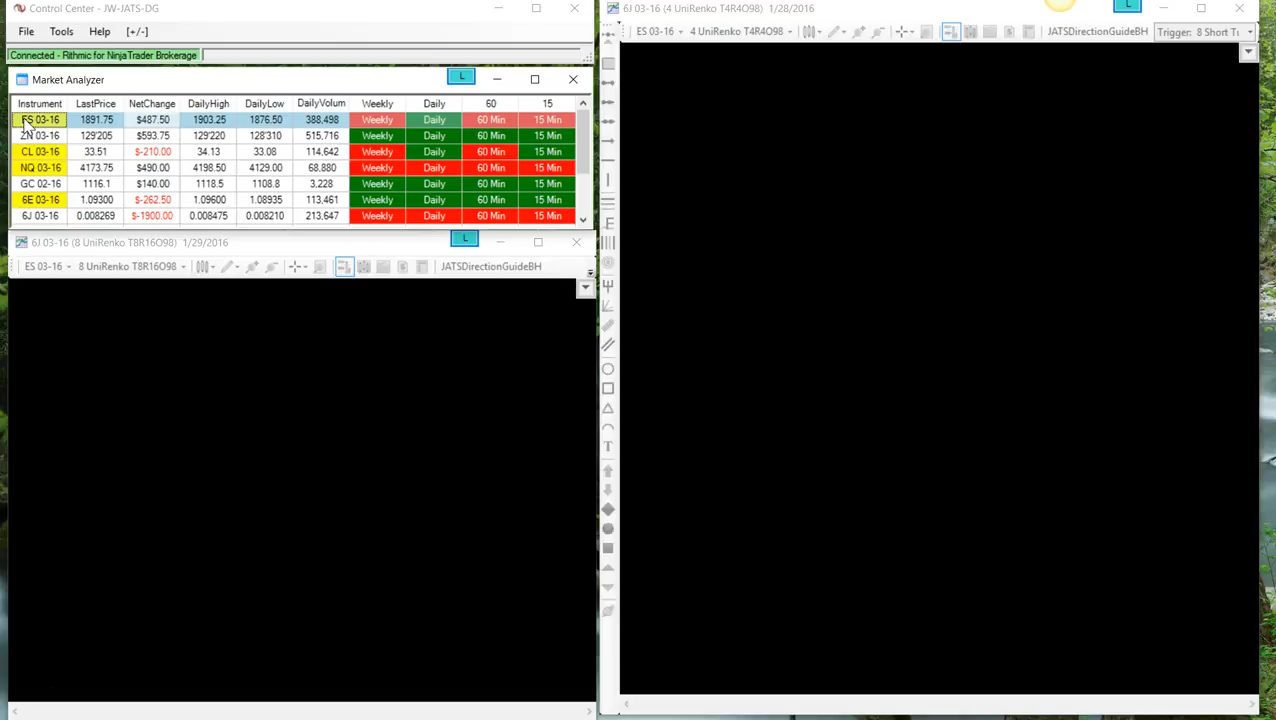 Control Center - JW-JATS-DG
File Tools Help [+/-]
Connected - Rithmic for NinjaTrader Brokerage
Market Analyzer L
Instrument LastPrice NetChange DailyHigh DailyLow DailyVolum Weekly Daily 60 15
ES 03-16 1891.75 $487.50 1903.25 1876.50 388,498 Weekly Daily 60 Min 15 Min
ZN 03-16 129'205 $593.75 129'220 128'310 515,716 Weekly Daily 60 Min 15 Min
CL 03-16 33.51 $-210.00 34.13 33.08 114,642 Weekly Daily 60 Min 15 Min
NQ 03-16 4173.75 $490.00 4198.50 4129.00 68,880 Weekly Daily 60 Min 15 Min
GC 02-16 1116.1 $140.00 1118.5 1108.8 3,228 Weekly Daily 60 Min 15 Min
6E 03-16 1.09330 $-262.50 1.09600 1.08935 113,461 Weekly Daily 60 Min 15 Min
6J 03-16 0.008269 $-1900.00 0.008475 0.008210 Weekly Daily 60 Min 15 Min
6J 03-16 (8 UniRenko T8R16O98) 1/29/2016 L
ES 03-16 8 UniRenko T8R16O98 JATSDirectionGuideBH
6J 03-16 (4 UniRenko T4R4O98) 1/28/2016 L
ES 03-16 4 UniRenko T4R4O98 JATSDirectionGuideBH Trigger: 8 Short
E
T